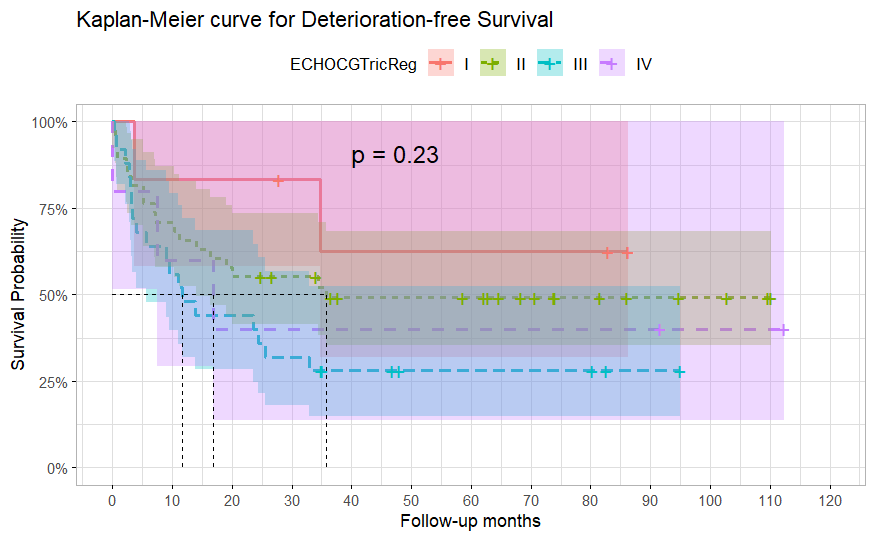 Kaplan-Meier curve for Deterioration-free Survival
ECHOCGTricReg I II III IV
p = 0.23
Survival Probability
100%
75%
50%
25%
0%
0 10 20 30 40 50 60 70 80 90 100 110 120
Follow-up months